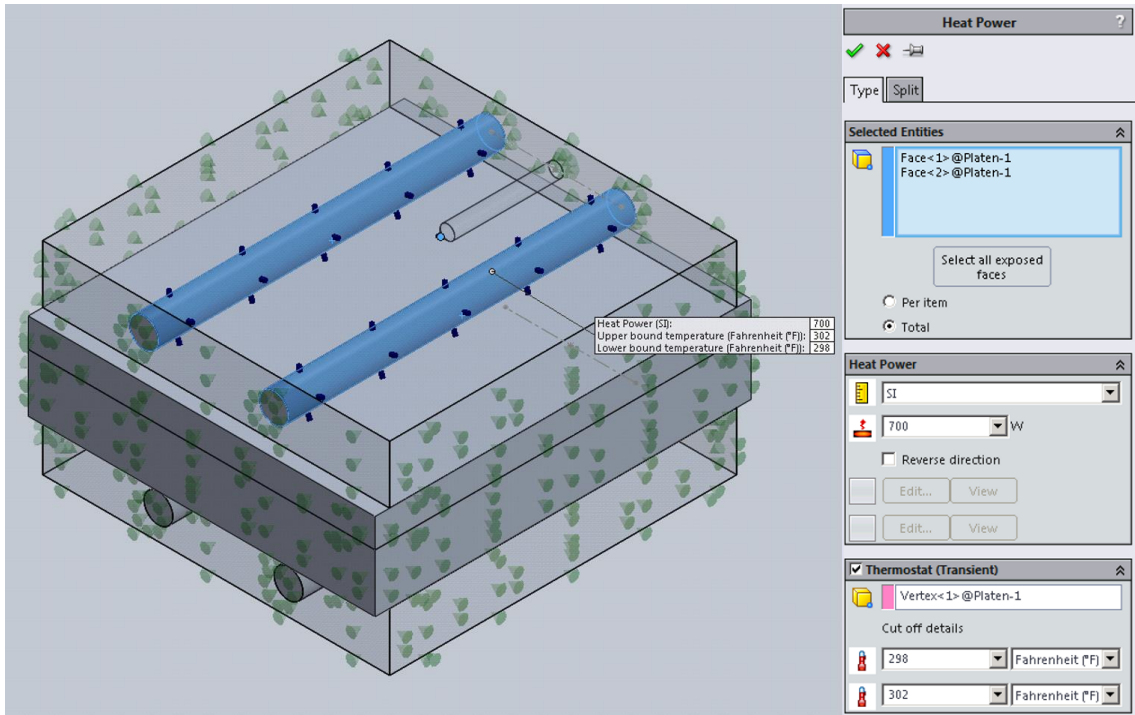 Heat Power ?
Type Split
Selected Entities
Face<1>@Platen-1
Face<2>@Platen-1
Select all exposed
faces
Per item
Total
Heat Power (SI): 700
Upper bound temperature (Fahrenheit (°F)): 302
Lower bound temperature (Fahrenheit (°F)): 298
Heat Power
SI
700 W
Reverse direction
Edit... View
Edit... View
Thermostat (Transient)
Vertex<1>@Platen-1
Cut off details
298 Fahrenheit (°F)
302 Fahrenheit (°F)